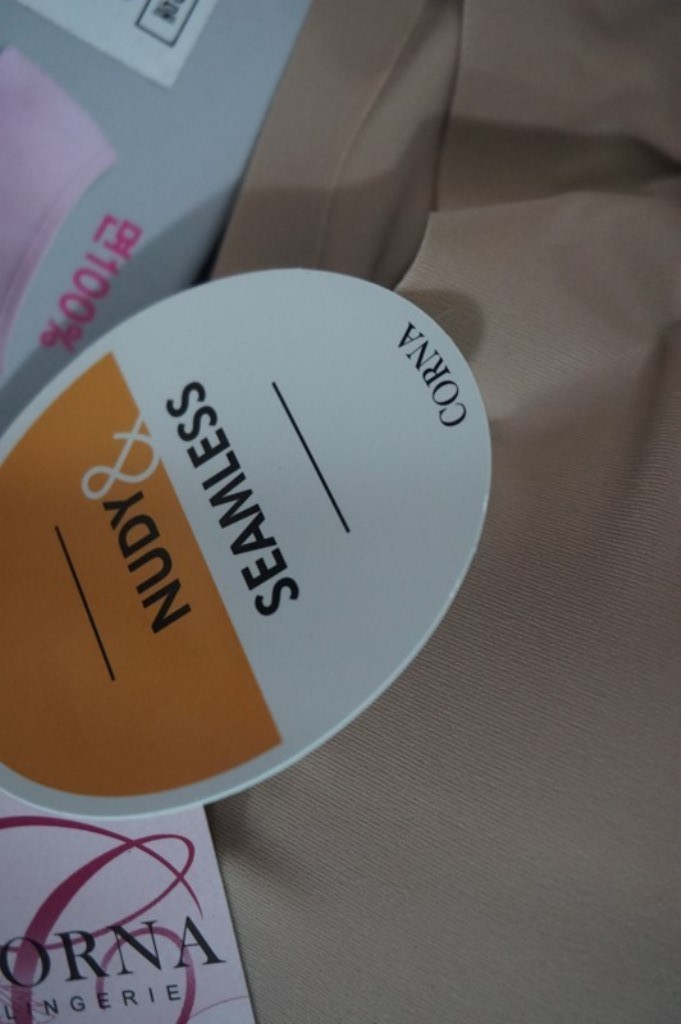 면100%
CORNA
SEAMLESS
&
NUDY
ORNA
LINGERIE